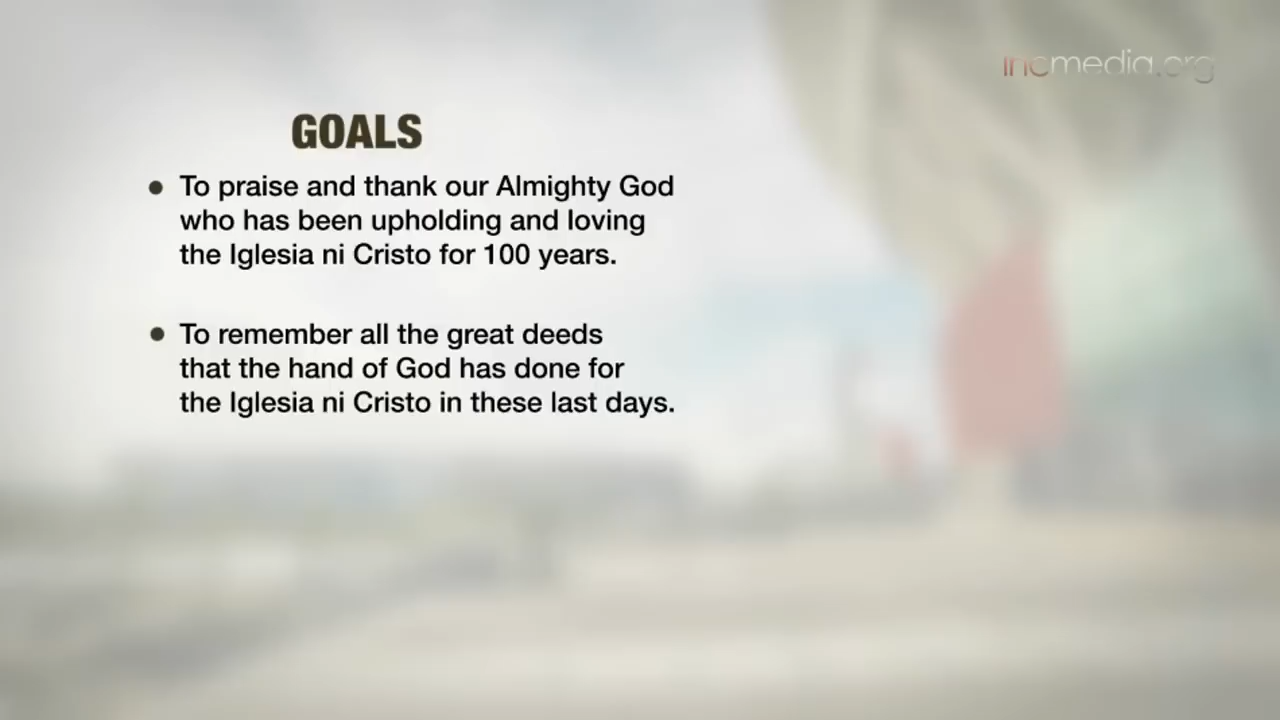 incmedia.org
GOALS
● To praise and thank our Almighty God
who has been upholding and loving
the Iglesia ni Cristo for 100 years.
● To remember all the great deeds
that the hand of God has done for
the Iglesia ni Cristo in these last days.